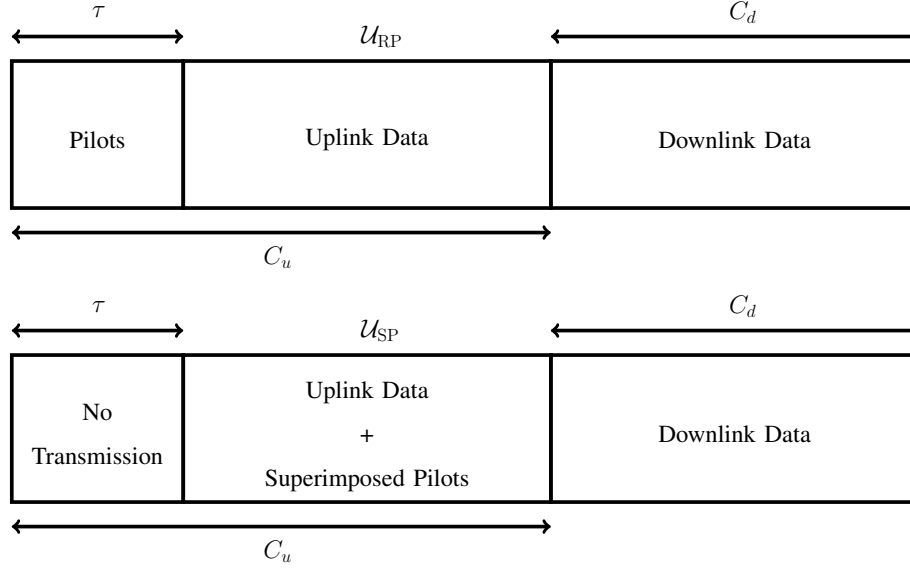 τ
𝒰_RP
C_d
Pilots
Uplink Data
Downlink Data
C_u
τ
𝒰_SP
C_d
No
Transmission
Uplink Data
+
Superimposed Pilots
Downlink Data
C_u